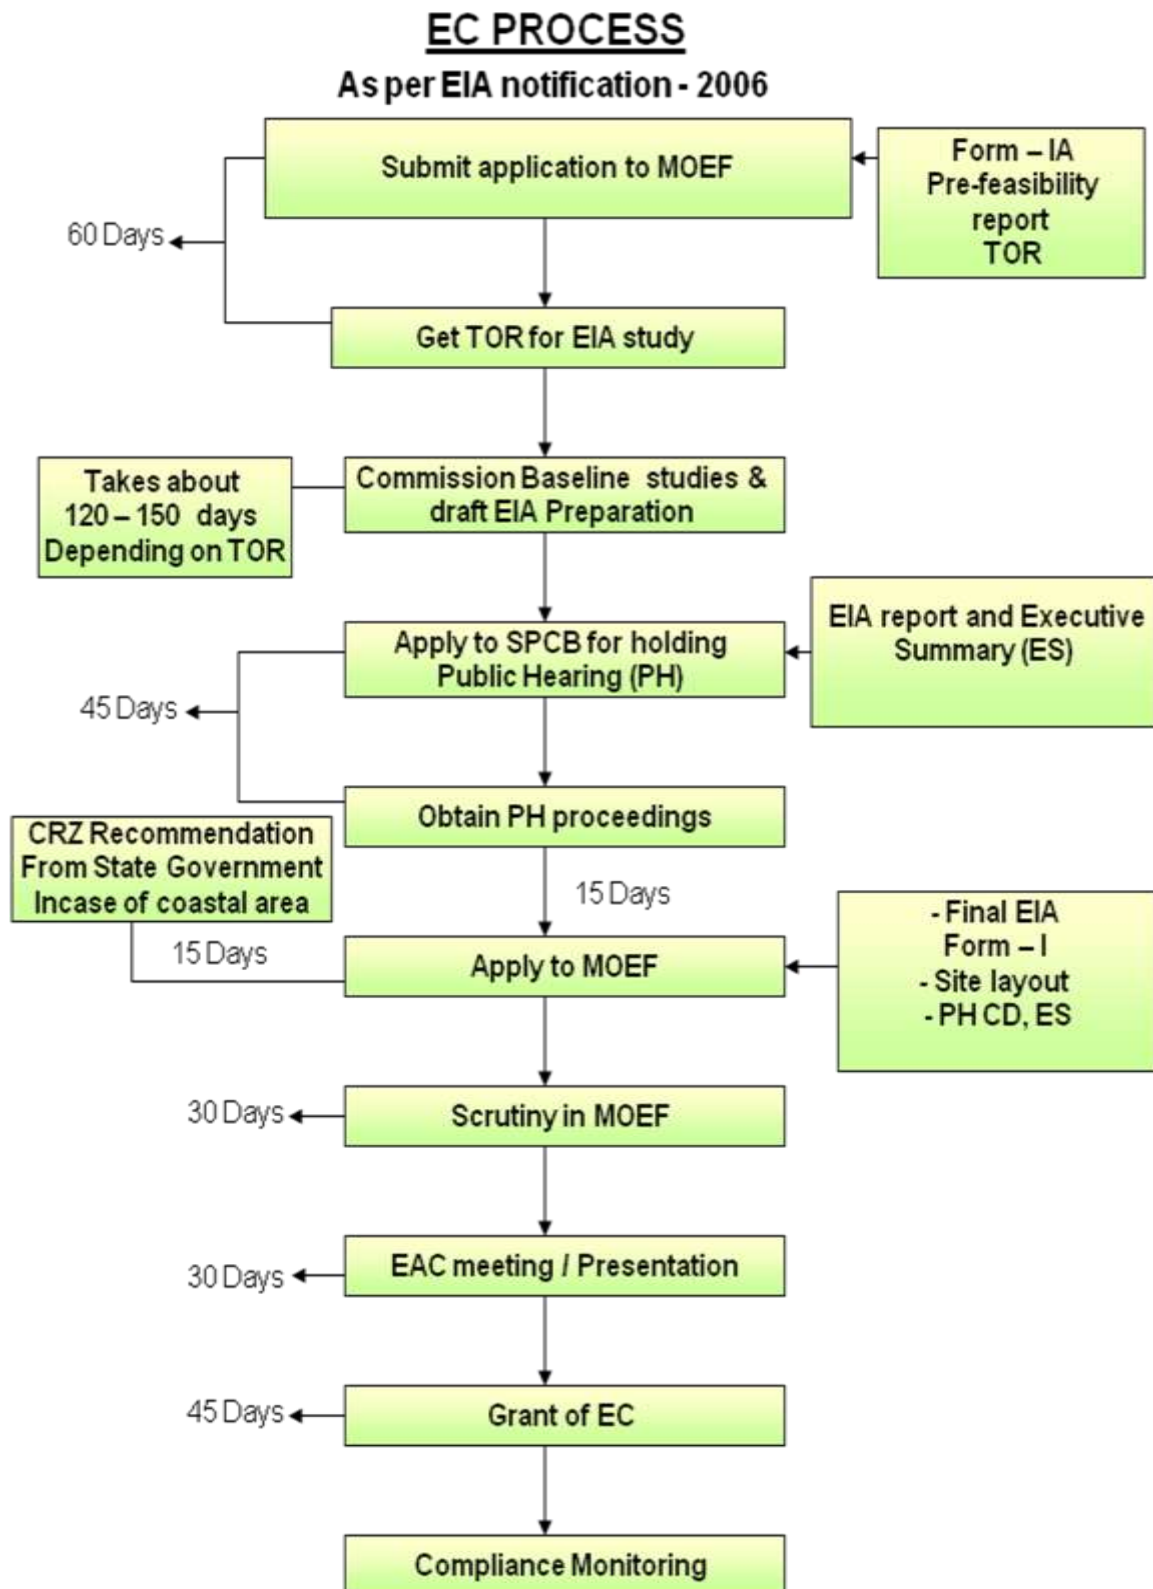 EC PROCESS
As per EIA notification - 2006
Submit application to MOEF
Form – IA
Pre-feasibility
report
TOR
60 Days
Get TOR for EIA study
Takes about
120 – 150 days
Depending on TOR
Commission Baseline studies &
draft EIA Preparation
Apply to SPCB for holding
Public Hearing (PH)
EIA report and Executive
Summary (ES)
45 Days
Obtain PH proceedings
CRZ Recommendation
From State Government
Incase of coastal area
15 Days
15 Days
Apply to MOEF
- Final EIA
Form – I
- Site layout
- PH CD, ES
Scrutiny in MOEF
30 Days
EAC meeting / Presentation
30 Days
Grant of EC
45 Days
Compliance Monitoring